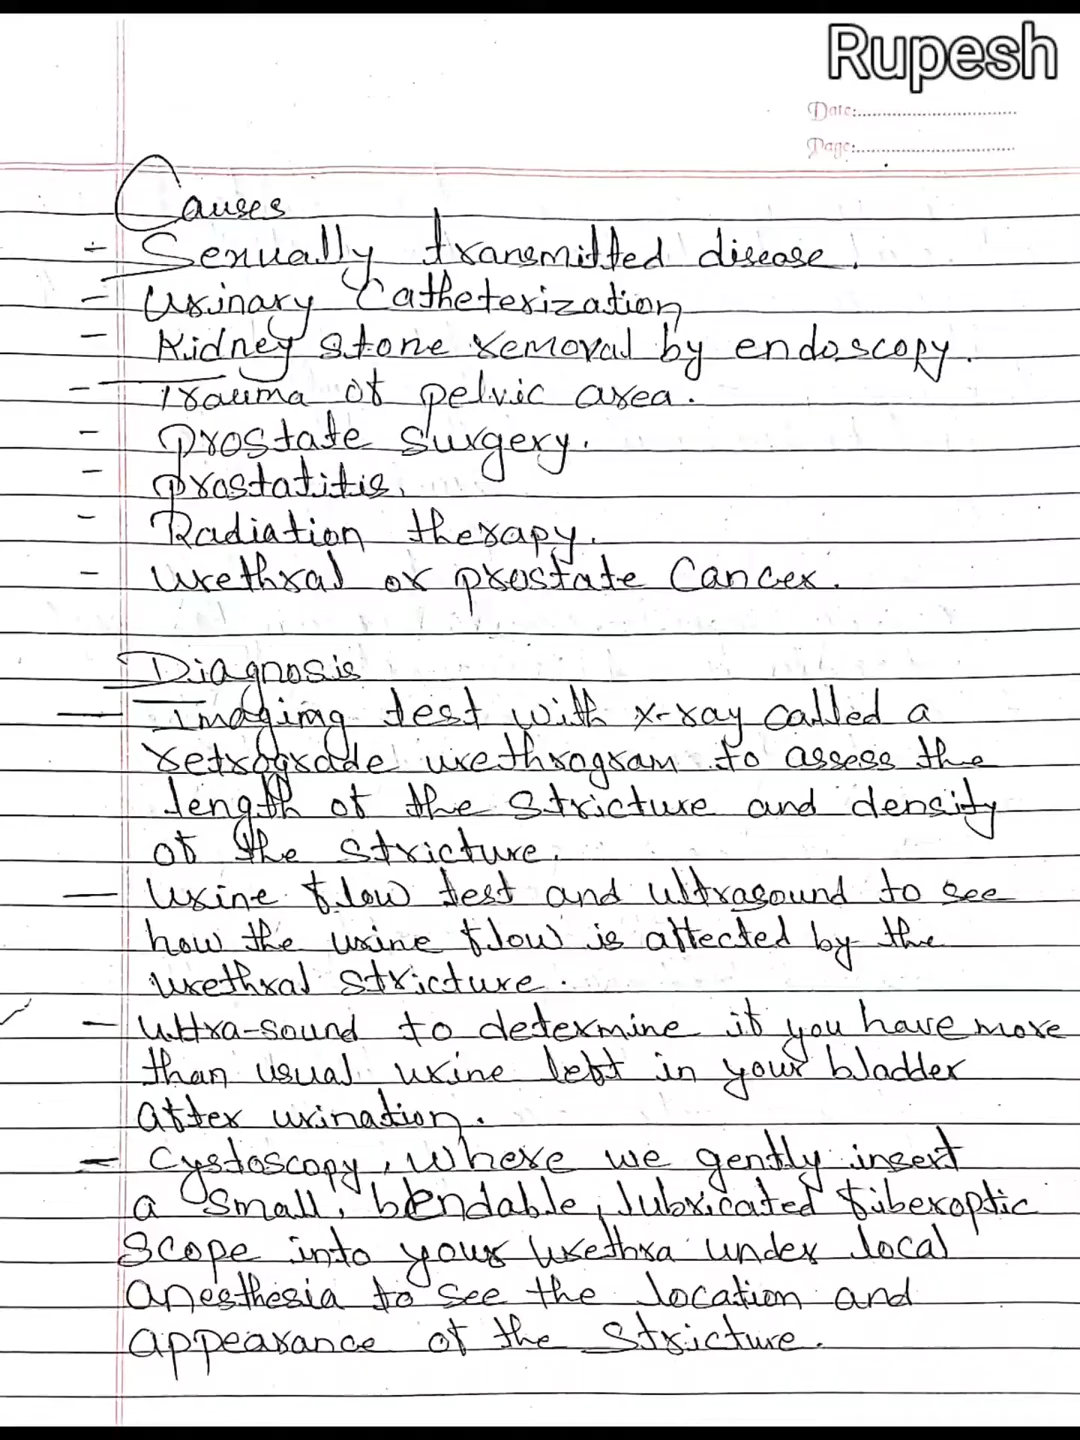 Rupesh
Date:
Page:
Causes
- Sexually transmitted disease.
- Urinary Catheterization
- Kidney stone removal by endoscopy.
- Trauma of pelvic area.
- prostate surgery.
- prostatitis.
- Radiation therapy.
- urethral or prostate Cancer.
Diagnosis
- Imaging test with x-ray called a
retrograde urethrogram to assess the
length of the stricture and density
of the stricture.
- Urine flow test and ultrasound to see
how the urine flow is affected by the
urethral stricture.
- Ultra-sound to determine if you have more
than usual urine left in your bladder
after urination.
- Cystoscopy, where we gently insert
a small, bendable, lubricated fiberoptic
scope into your urethra under local
anesthesia to see the location and
appearance of the stricture.